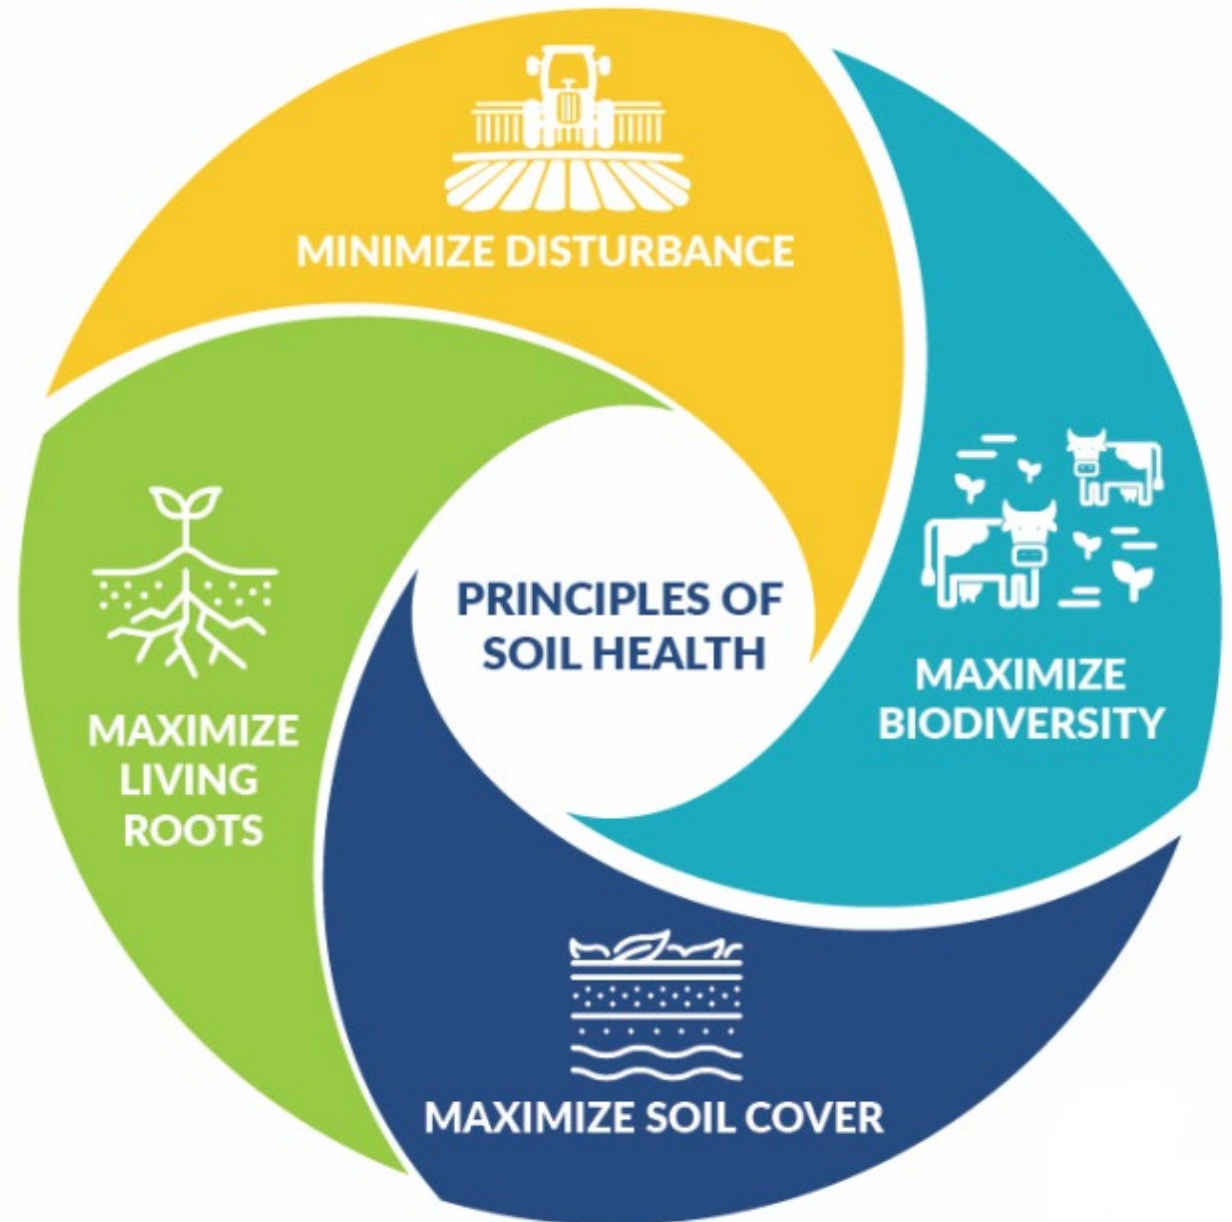 MINIMIZE DISTURBANCE
MAXIMIZE
BIODIVERSITY
MAXIMIZE SOIL COVER
MAXIMIZE
LIVING
ROOTS
PRINCIPLES OF
SOIL HEALTH